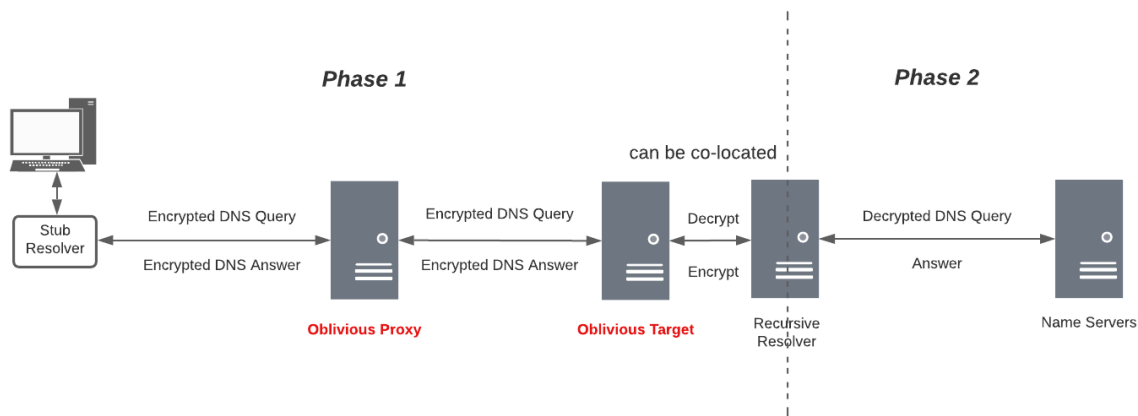 Phase 1
Phase 2
can be co-located
Stub
Resolver
Encrypted DNS Query
Encrypted DNS Answer
Encrypted DNS Query
Encrypted DNS Answer
Decrypt
Encrypt
Decrypted DNS Query
Answer
Oblivious Proxy
Oblivious Target
Recursive
Resolver
Name Servers